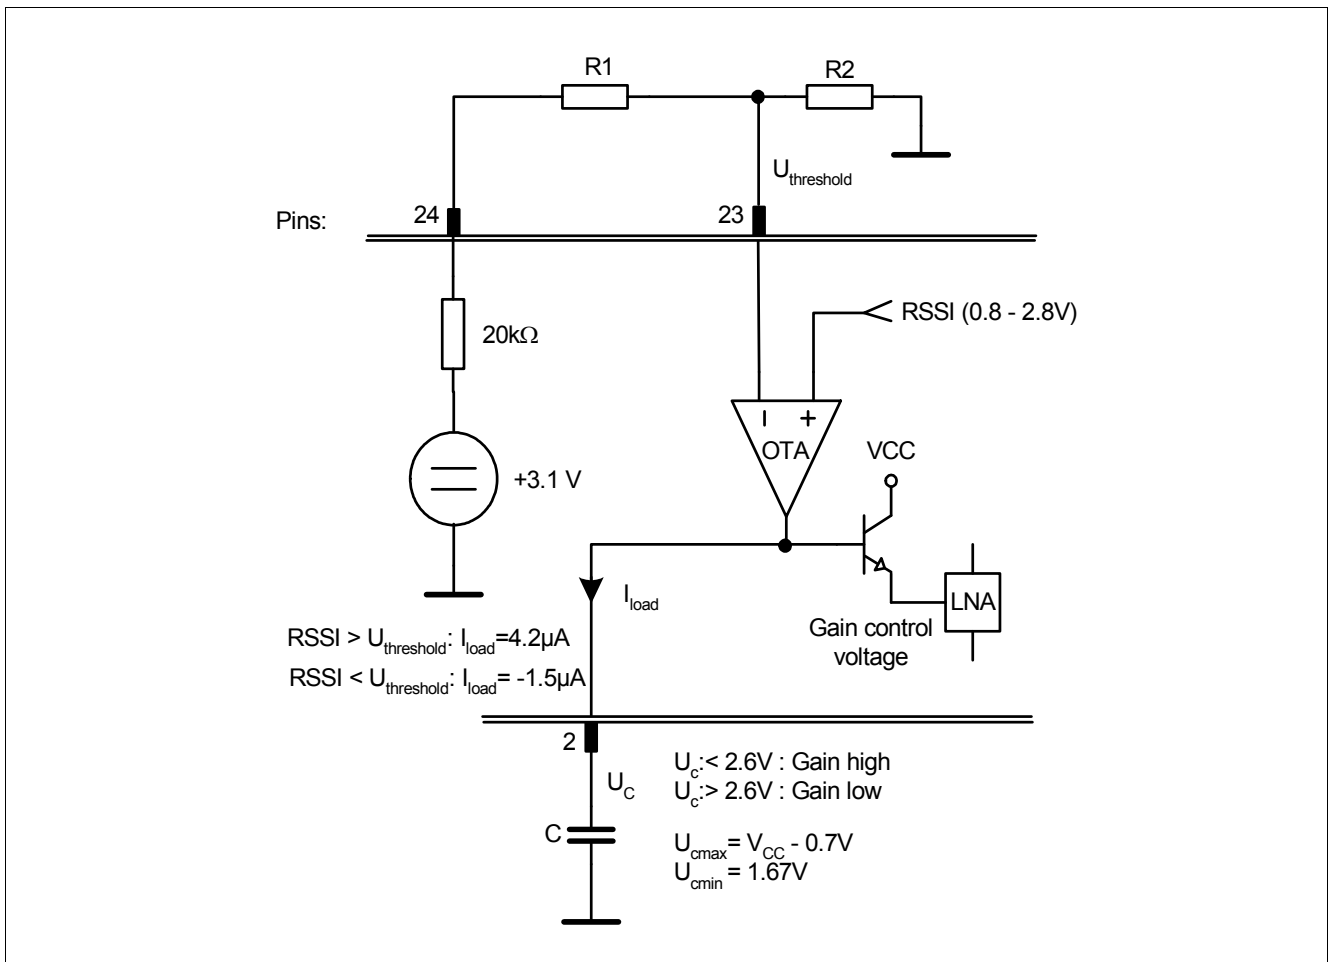 R1
R2
Uthreshold
Pins:
24
23
RSSI (0.8 - 2.8V)
20kΩ
− +
OTA
VCC
+3.1 V
Iload
LNA
Gain control
voltage
RSSI > Uthreshold: Iload=4.2µA
RSSI < Uthreshold: Iload= -1.5µA
2
UC
Uc:< 2.6V : Gain high
Uc:> 2.6V : Gain low
C
Ucmax= VCC - 0.7V
Ucmin = 1.67V